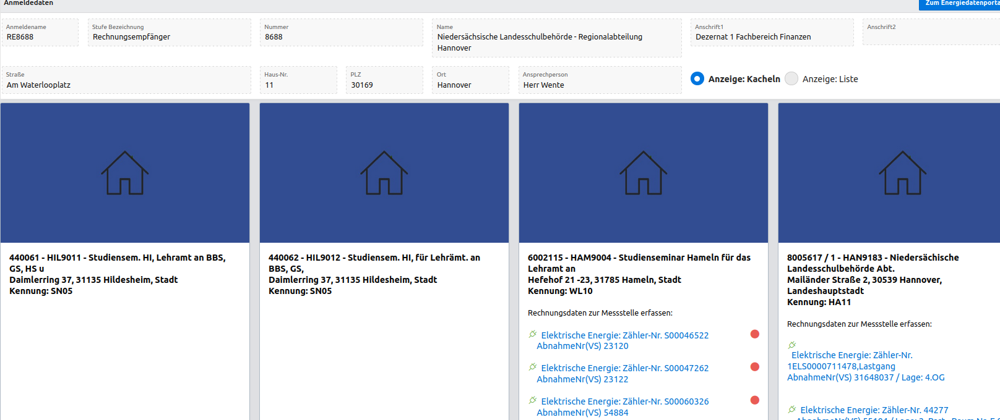 Anmeldedaten
Zum Energiedatenporta
Anmeldename
RE8688
Stufe Bezeichnung
Rechnungsempfänger
Nummer
8688
Name
Niedersächsische Landesschulbehörde - Regionalabteilung
Hannover
Anschrift1
Dezernat 1 Fachbereich Finanzen
Anschrift2
Straße
Am Waterlooplatz
Haus-Nr.
11
PLZ
30169
Ort
Hannover
Ansprechperson
Herr Wente
Anzeige: Kacheln
Anzeige: Liste
440061 - HIL9011 - Studiensem. HI, Lehramt an BBS,
GS, HS u
Daimlerring 37, 31135 Hildesheim, Stadt
Kennung: SN05
440062 - HIL9012 - Studiensem. HI, für Lehrämt. an
BBS, GS,
Daimlerring 37, 31135 Hildesheim, Stadt
Kennung: SN05
6002115 - HAM9004 - Studienseminar Hameln für das
Lehramt an
Hefehof 21 -23, 31785 Hameln, Stadt
Kennung: WL10
Rechnungsdaten zur Messstelle erfassen:
Elektrische Energie: Zähler-Nr. S00046522
AbnahmeNr(VS) 23120
Elektrische Energie: Zähler-Nr. S00047262
AbnahmeNr(VS) 23122
Elektrische Energie: Zähler-Nr. S00060326
AbnahmeNr(VS) 54884
8005617 / 1 - HAN9183 - Niedersächische
Landesschulbehörde Abt.
Mailänder Straße 2, 30539 Hannover,
Landeshauptstadt
Kennung: HA11
Rechnungsdaten zur Messstelle erfassen:
Elektrische Energie: Zähler-Nr.
1ELS0000711478,Lastgang
AbnahmeNr(VS) 31648037 / Lage: 4.OG
Elektrische Energie: Zähler-Nr. 44277